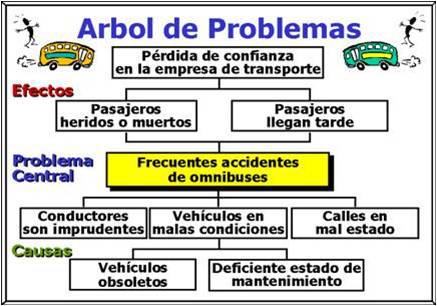 Arbol de Problemas
Pérdida de confianza
en la empresa de transporte
Efectos
Pasajeros
heridos o muertos
Pasajeros
llegan tarde
Problema
Central
Frecuentes accidentes
de omnibuses
Conductores
son imprudentes
Vehículos en
malas condiciones
Calles en
mal estado
Causas
Vehículos
obsoletos
Deficiente estado de
mantenimiento